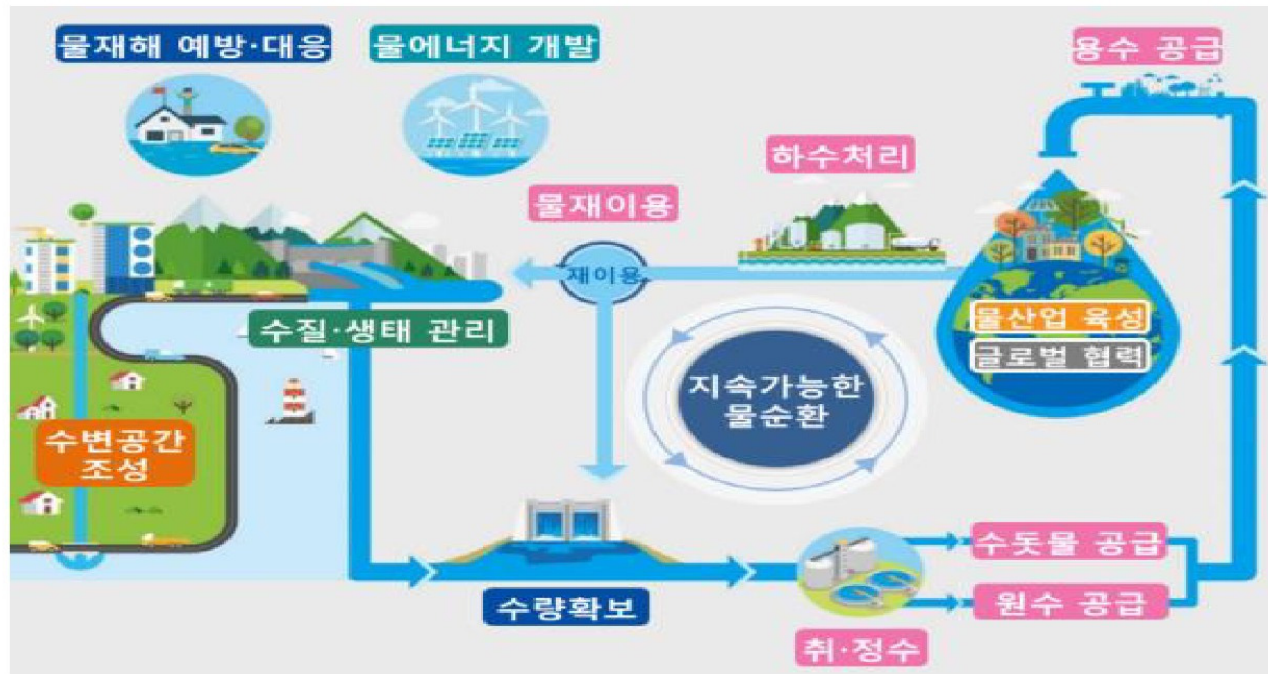 물재해 예방·대응
물에너지 개발
용수 공급
하수처리
물재이용
재이용
수질·생태 관리
물산업 육성
글로벌 협력
지속가능한
물순환
수변공간
조성
수돗물 공급
수량확보
원수 공급
취·정수